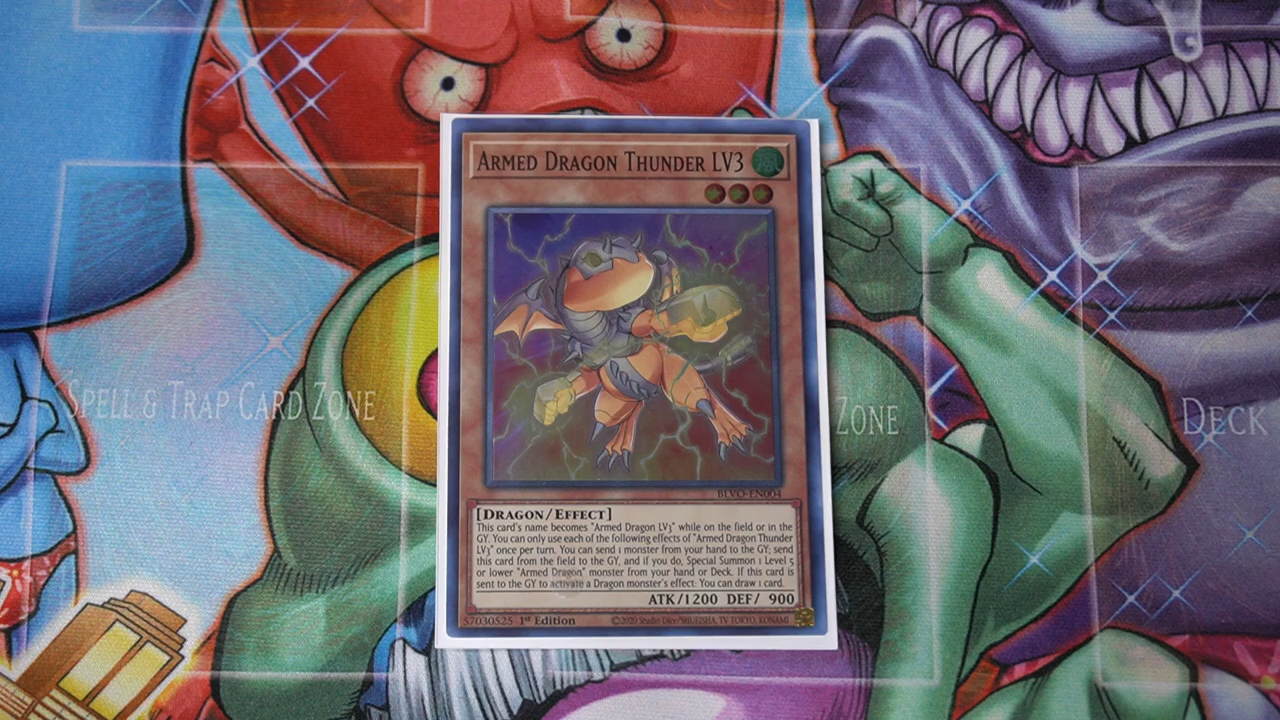 ARMED DRAGON THUNDER LV3
SPELL & TRAP CARD ZONE
ZONE
DECK
BLVO-EN004
[DRAGON/EFFECT]
This card's name becomes "Armed Dragon LV3" while on the field or in the
GY. You can only use each of the following effects of "Armed Dragon Thunder
LV3" once per turn. You can send 1 monster from your hand to the GY; send
this card from the field to the GY, and if you do, Special Summon 1 Level 5
or lower "Armed Dragon" monster from your hand or Deck. If this card is
sent to the GY to activate a Dragon monster's effect: You can draw 1 card.
ATK/1200 DEF/ 900
57030525 1st Edition ©2020 Studio Dice/SHUEISHA, TV TOKYO, KONAMI